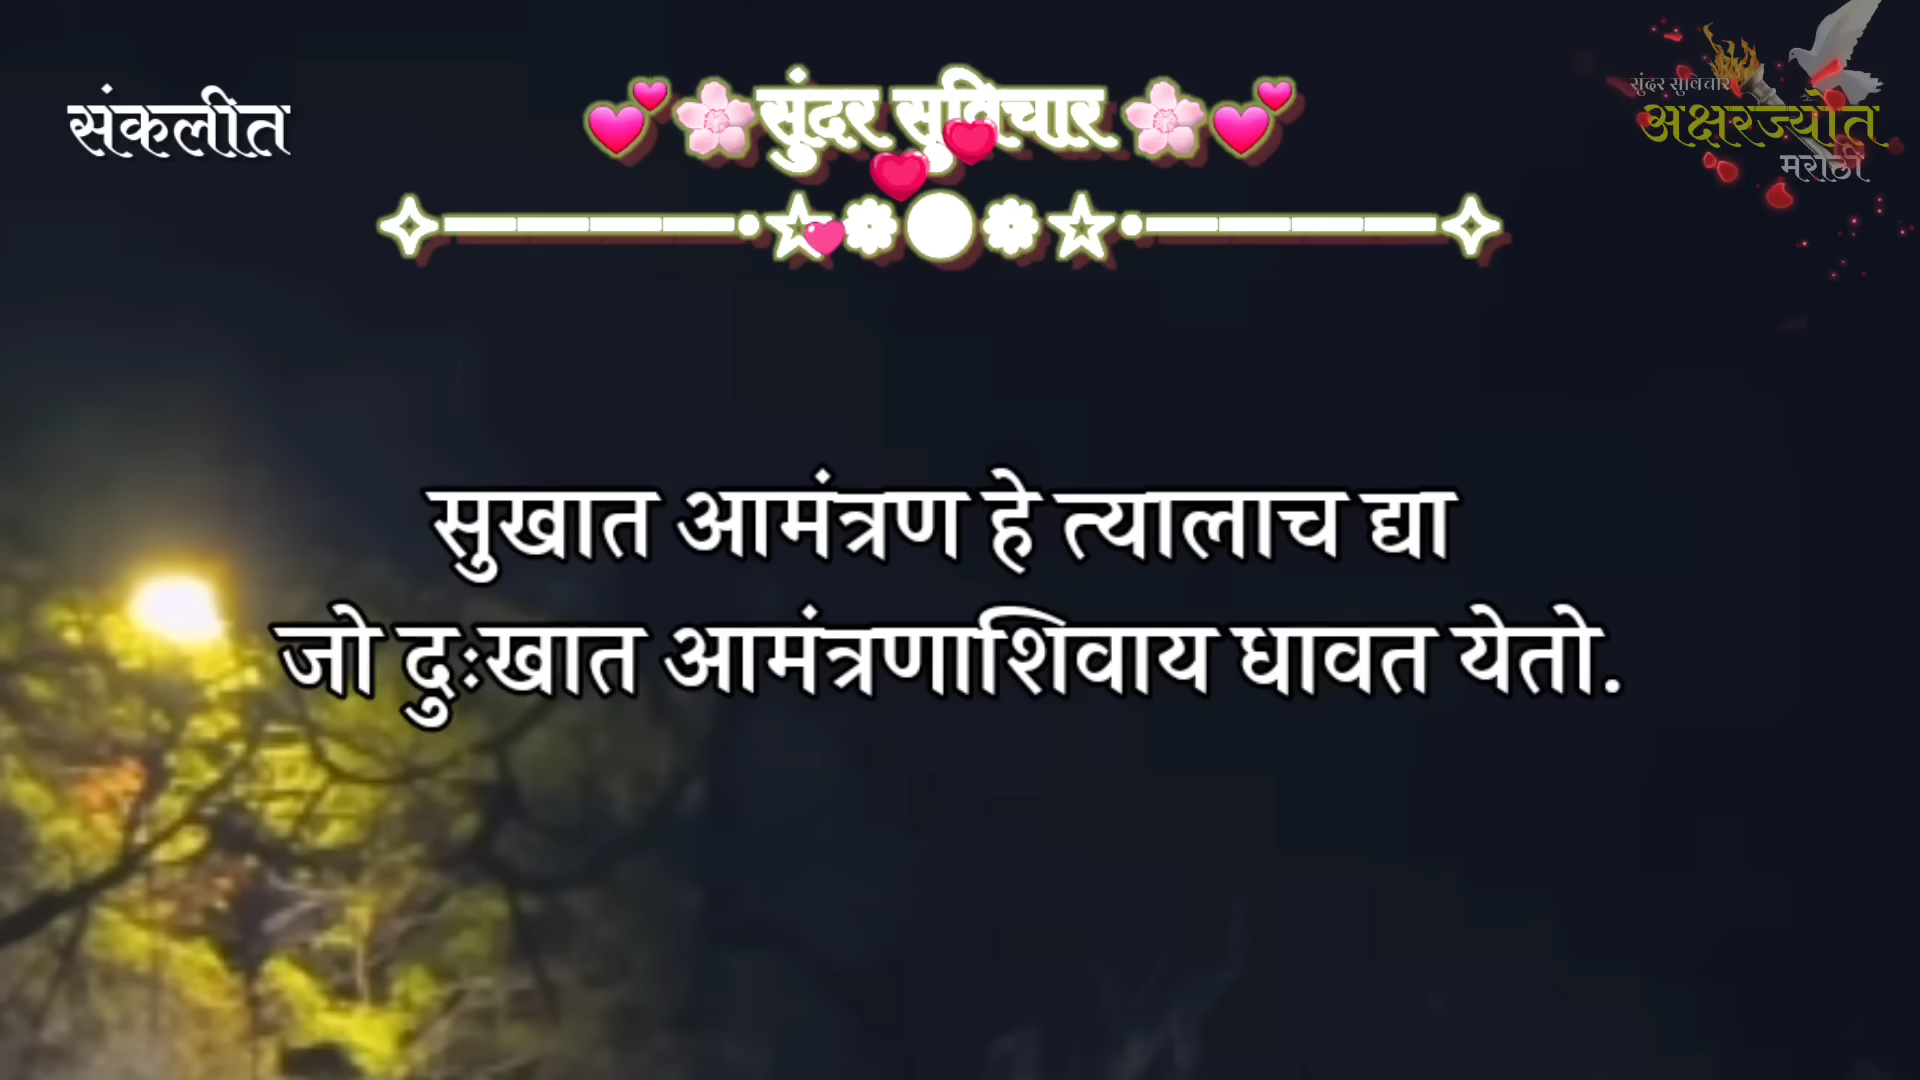 संकलीत
💕🌸सुंदर सुविचार 🌸💕
सुंदर सुविचार
अक्षरज्योत
मराठी
सुखात आमंत्रण हे त्यालाच द्या
जो दुःखात आमंत्रणाशिवाय धावत येतो.